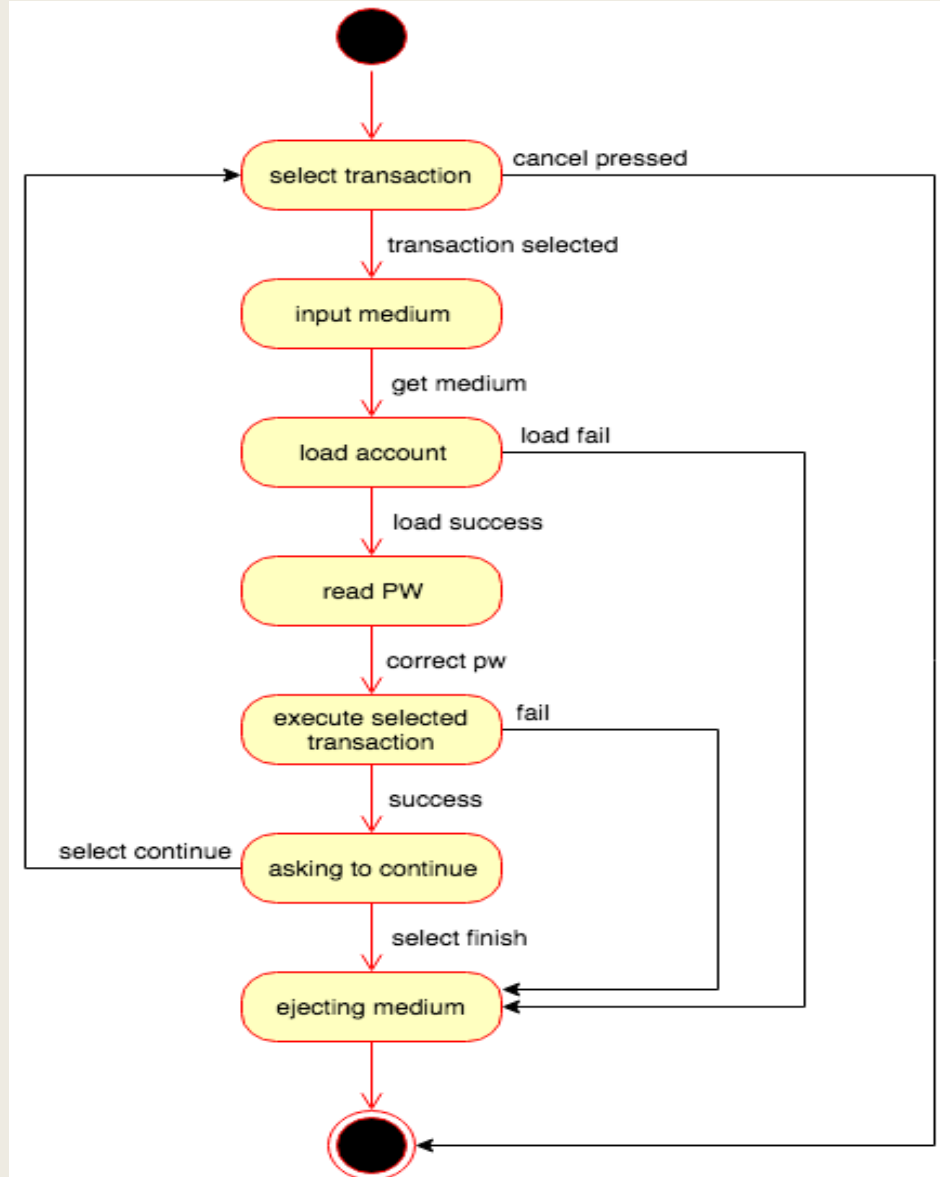 select transaction
cancel pressed
transaction selected
input medium
get medium
load account
load fail
load success
read PW
correct pw
execute selected
transaction
fail
success
select continue
asking to continue
select finish
ejecting medium